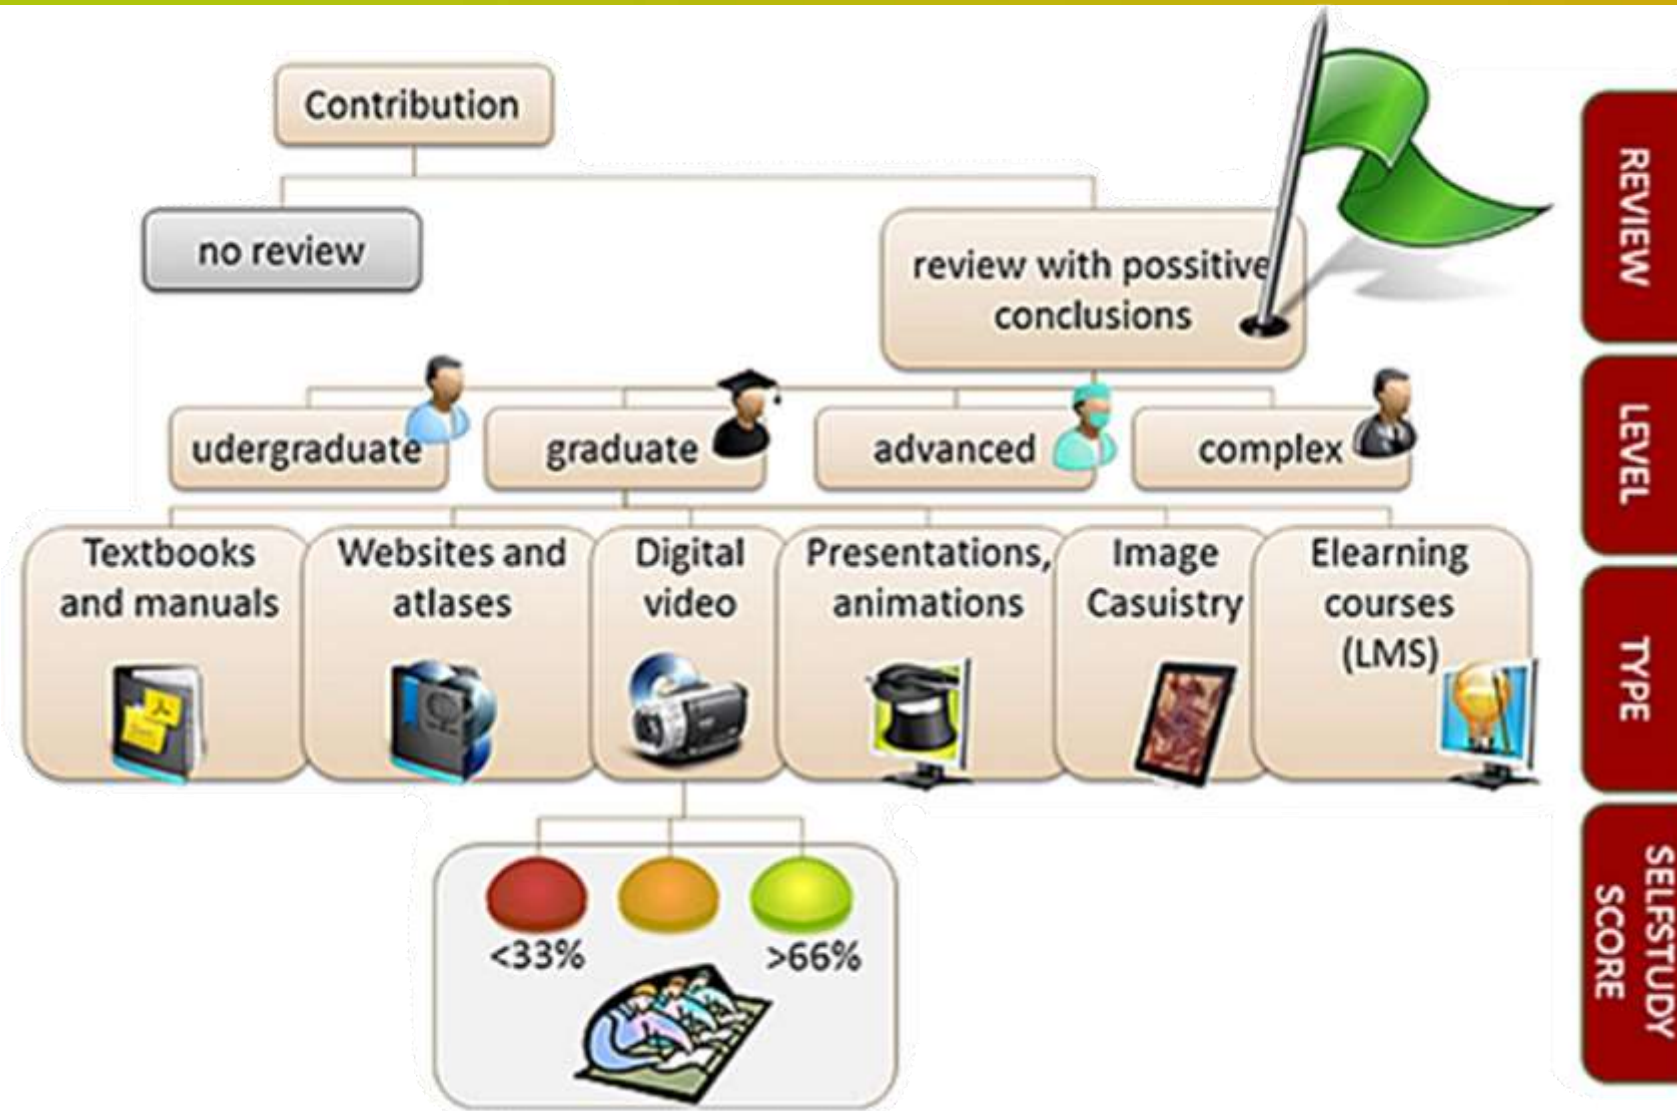 Contribution
no review
review with possitive
conclusions
REVIEW
udergraduate
graduate
advanced
complex
LEVEL
Textbooks
and manuals
Websites and
atlases
Digital
video
Presentations,
animations
Image
Casuistry
Elearning
courses
(LMS)
TYPE
<33%
>66%
SELFSTUDY
SCORE